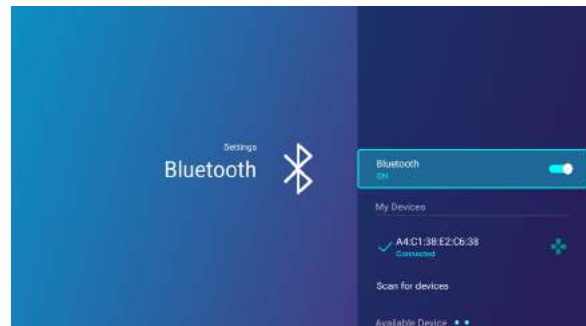 Settings
Bluetooth
Bluetooth
ON
My Devices
A4:C1:38:E2:C6:38
Connected
Scan for devices
Available Device